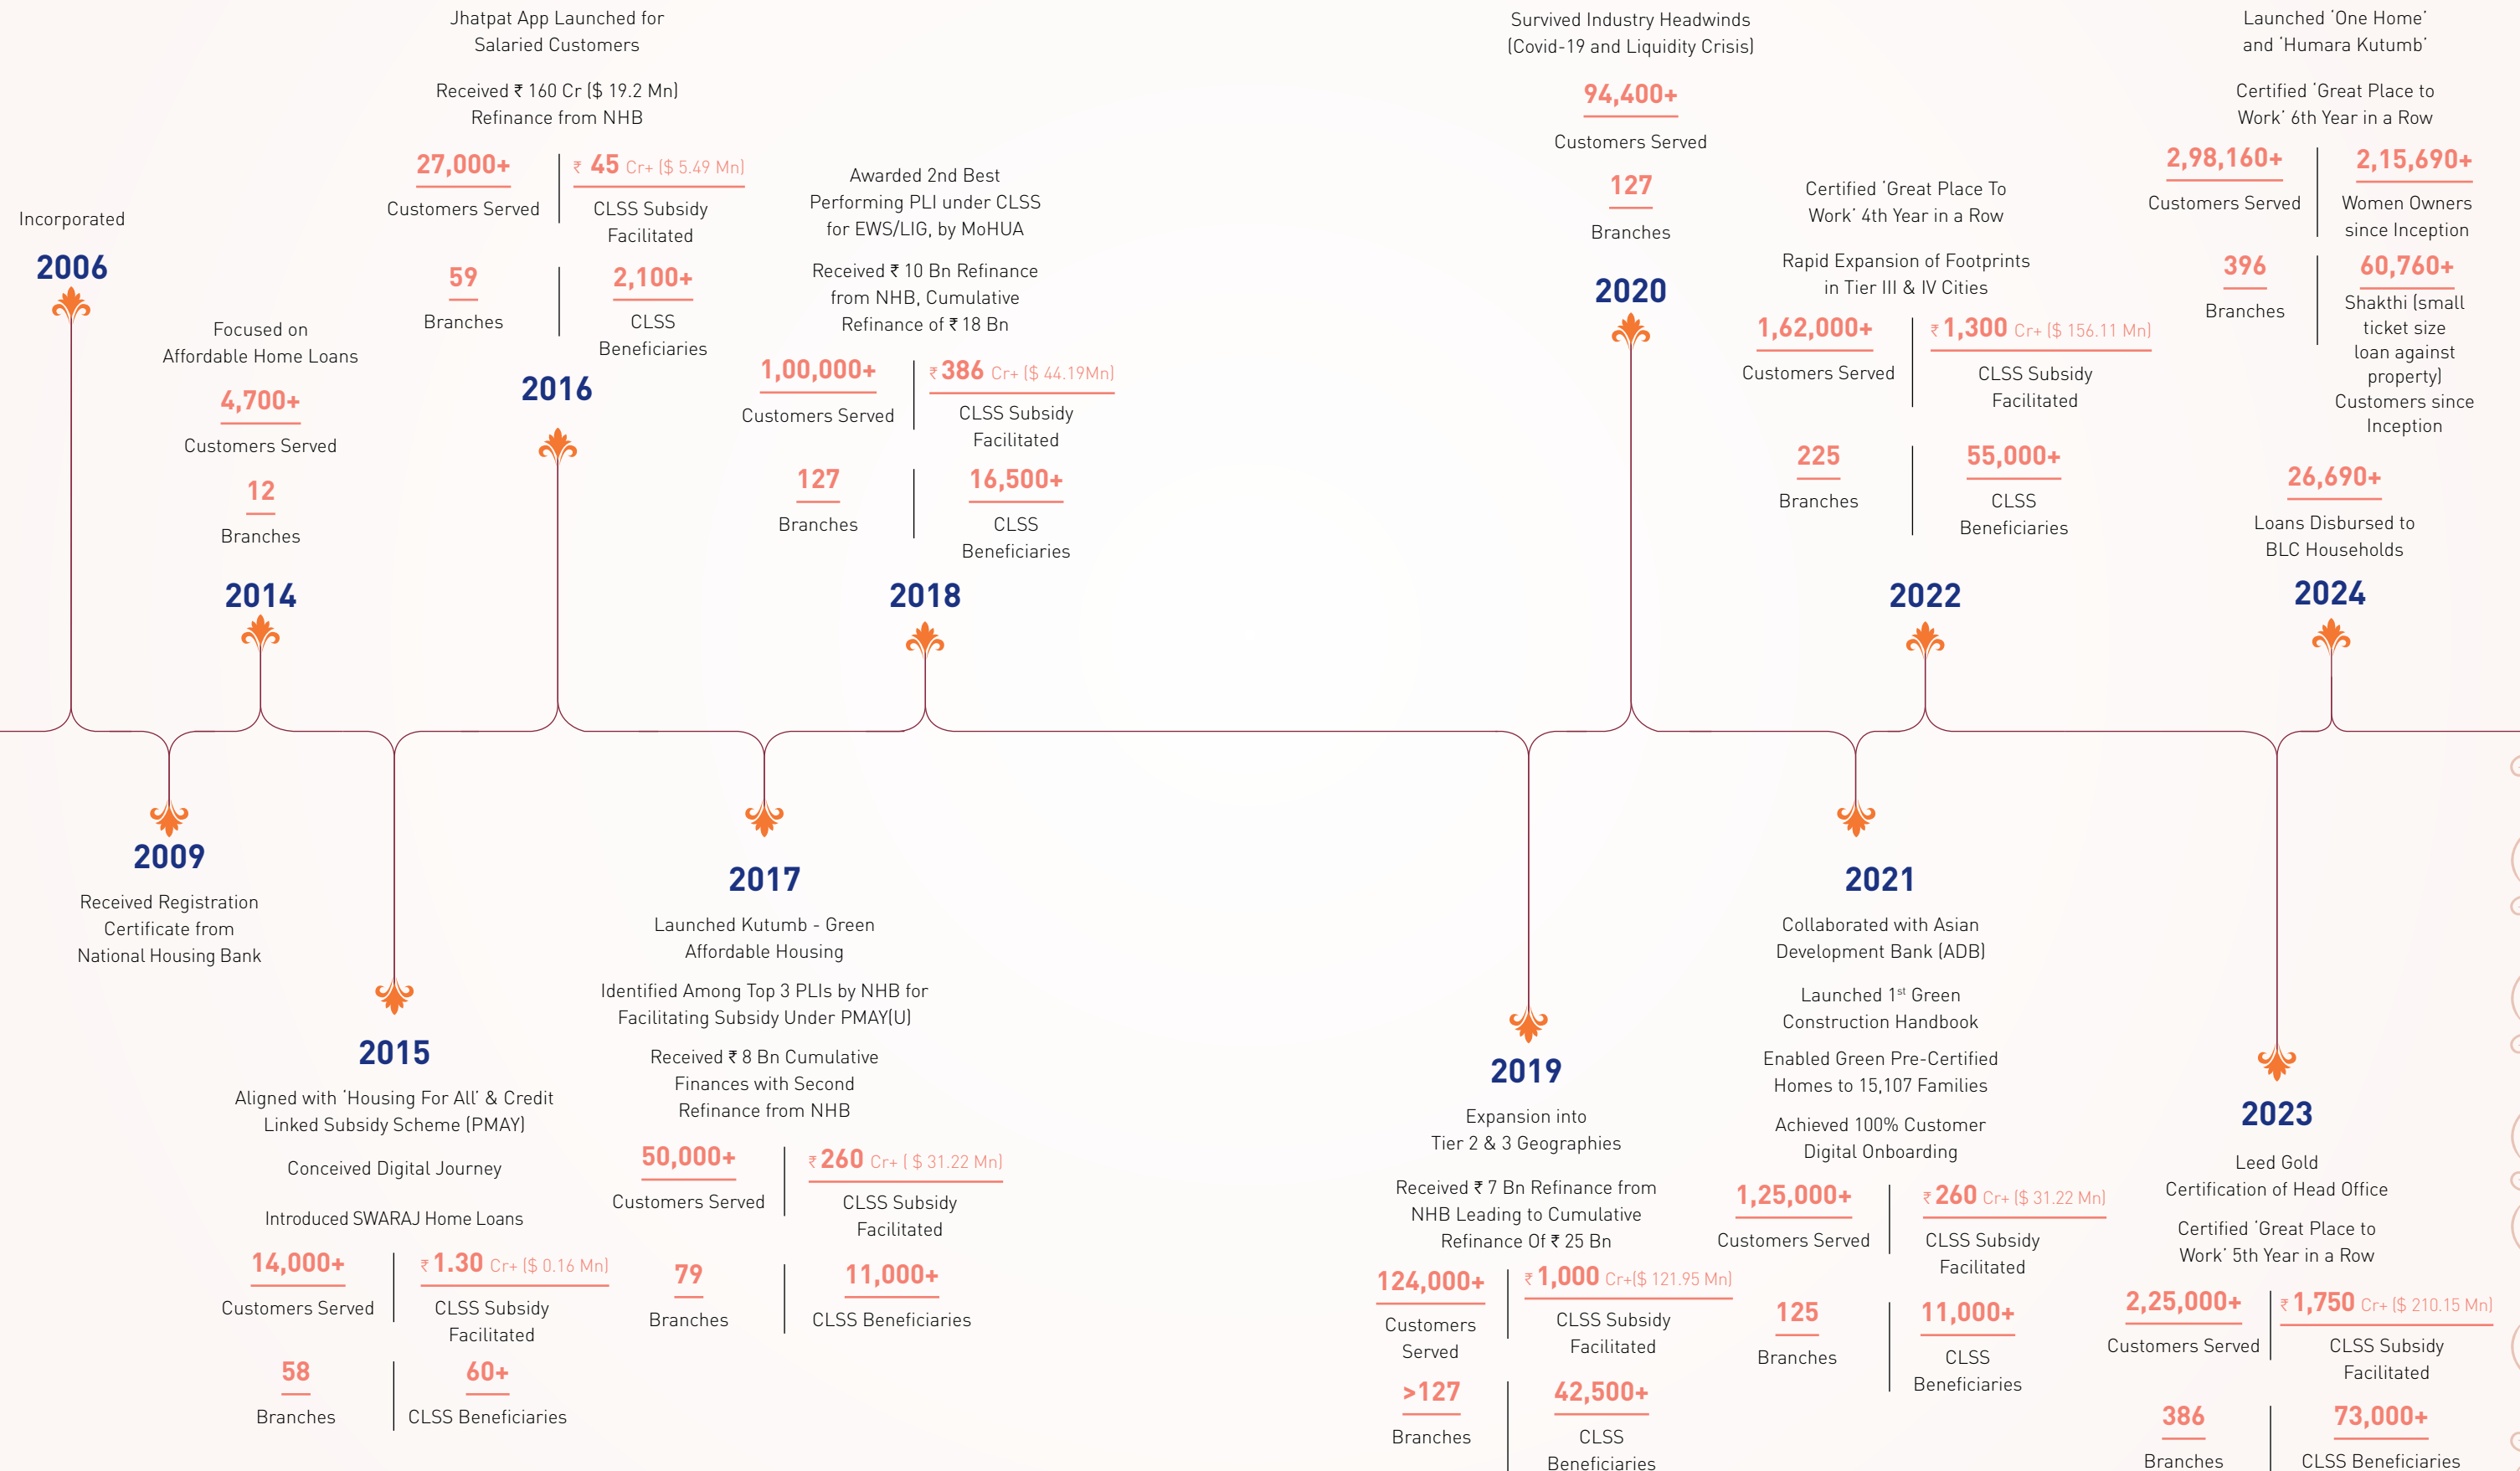 Incorporated
2006
2009
Received Registration
Certificate from
National Housing Bank
Focused on
Affordable Home Loans
4,700+
Customers Served
12
Branches
2014
2015
Aligned with 'Housing For All' & Credit
Linked Subsidy Scheme (PMAY)
Conceived Digital Journey
Introduced SWARAJ Home Loans
14,000+
Customers Served
₹ 1.30 Cr+ ($ 0.16 Mn)
CLSS Subsidy
Facilitated
58
Branches
60+
CLSS Beneficiaries
Jhatpat App Launched for
Salaried Customers
Received ₹ 160 Cr ($ 19.2 Mn)
Refinance from NHB
27,000+
Customers Served
₹ 45 Cr+ ($ 5.49 Mn)
CLSS Subsidy
Facilitated
59
Branches
2,100+
CLSS
Beneficiaries
2016
2017
Launched Kutumb - Green
Affordable Housing
Identified Among Top 3 PLIs by NHB for
Facilitating Subsidy Under PMAY(U)
Received ₹ 8 Bn Cumulative
Finances with Second
Refinance from NHB
50,000+
Customers Served
₹ 260 Cr+ ( $ 31.22 Mn)
CLSS Subsidy
Facilitated
79
Branches
11,000+
CLSS Beneficiaries
Awarded 2nd Best
Performing PLI under CLSS
for EWS/LIG, by MoHUA
Received ₹ 10 Bn Refinance
from NHB, Cumulative
Refinance of ₹ 18 Bn
1,00,000+
Customers Served
₹ 386 Cr+ ($ 44.19Mn)
CLSS Subsidy
Facilitated
127
Branches
16,500+
CLSS
Beneficiaries
2018
2019
Expansion into
Tier 2 & 3 Geographies
Received ₹ 7 Bn Refinance from
NHB Leading to Cumulative
Refinance Of ₹ 25 Bn
124,000+
Customers
Served
₹ 1,000 Cr+($ 121.95 Mn)
CLSS Subsidy
Facilitated
>127
Branches
42,500+
CLSS
Beneficiaries
Survived Industry Headwinds
(Covid-19 and Liquidity Crisis)
94,400+
Customers Served
127
Branches
2020
2021
Collaborated with Asian
Development Bank (ADB)
Launched 1st Green
Construction Handbook
Enabled Green Pre-Certified
Homes to 15,107 Families
Achieved 100% Customer
Digital Onboarding
1,25,000+
Customers Served
₹ 260 Cr+ ($ 31.22 Mn)
CLSS Subsidy
Facilitated
125
Branches
11,000+
CLSS
Beneficiaries
Certified 'Great Place To
Work' 4th Year in a Row
Rapid Expansion of Footprints
in Tier III & IV Cities
1,62,000+
Customers Served
₹ 1,300 Cr+ ($ 156.11 Mn)
CLSS Subsidy
Facilitated
225
Branches
55,000+
CLSS
Beneficiaries
2022
2023
Leed Gold
Certification of Head Office
Certified 'Great Place to
Work' 5th Year in a Row
2,25,000+
Customers Served
₹ 1,750 Cr+ ($ 210.15 Mn)
CLSS Subsidy
Facilitated
386
Branches
73,000+
CLSS Beneficiaries
Launched 'One Home'
and 'Humara Kutumb'
Certified 'Great Place to
Work' 6th Year in a Row
2,98,160+
Customers Served
2,15,690+
Women Owners
since Inception
396
Branches
60,760+
Shakthi (small
ticket size
loan against
property)
Customers since
Inception
26,690+
Loans Disbursed to
BLC Households
2024